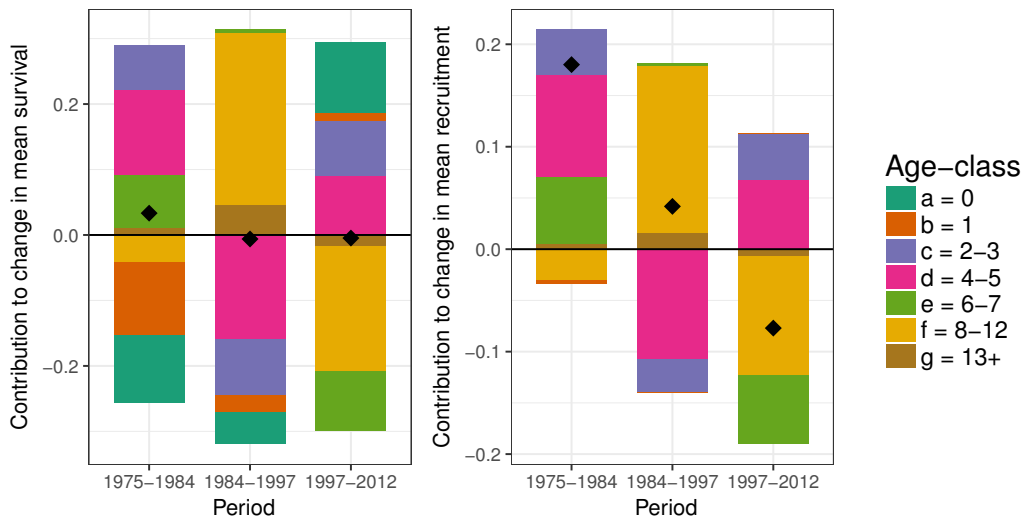 Contribution to change in mean survival
0.2
0.0
−0.2
1975−1984 1984−1997 1997−2012
Period
Contribution to change in mean recruitment
0.2
0.1
0.0
−0.1
−0.2
1975−1984 1984−1997 1997−2012
Period
Age−class
a = 0
b = 1
c = 2−3
d = 4−5
e = 6−7
f = 8−12
g = 13+